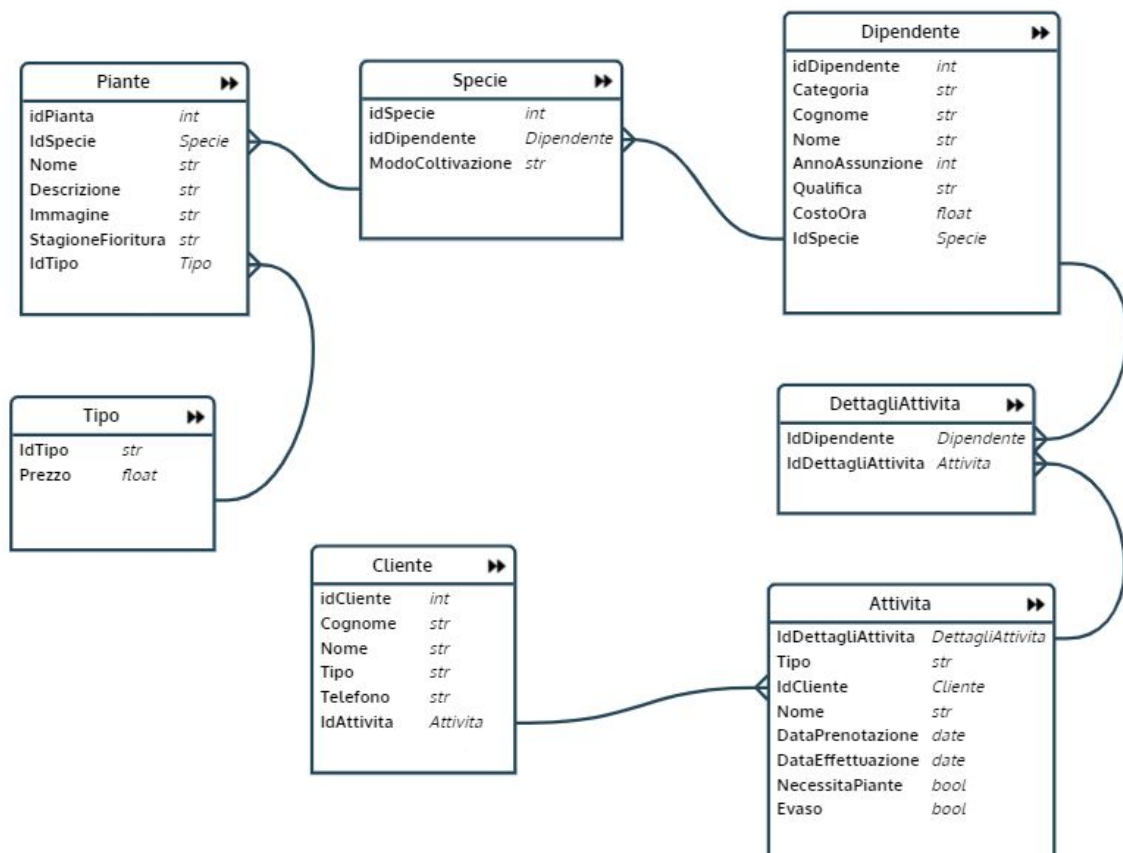 Piante
idPianta int
IdSpecie Specie
Nome str
Descrizione str
Immagine str
StagioneFioritura str
IdTipo Tipo
Specie
idSpecie int
idDipendente Dipendente
ModoColtivazione str
Dipendente
idDipendente int
Categoria str
Cognome str
Nome str
AnnoAssunzione int
Qualifica str
CostoOra float
IdSpecie Specie
Tipo
IdTipo str
Prezzo float
DettagliAttivita
IdDipendente Dipendente
IdDettagliAttivita Attivita
Cliente
idCliente int
Cognome str
Nome str
Tipo str
Telefono str
IdAttivita Attivita
Attivita
IdDettagliAttivita DettagliAttivita
Tipo str
IdCliente Cliente
Nome str
DataPrenotazione date
DataEffettuazione date
NecessitaPiante bool
Evaso bool